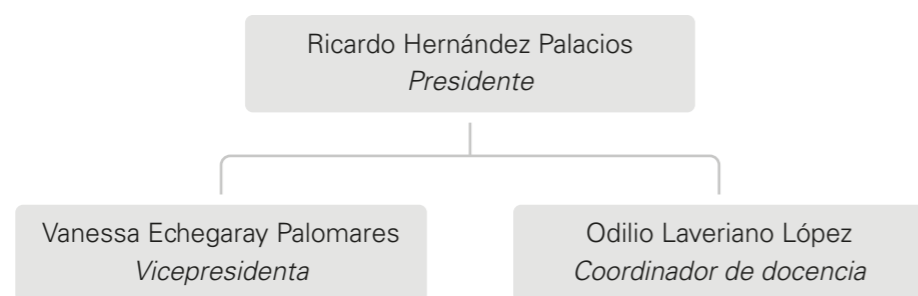 Ricardo Hernández Palacios
Presidente
Vanessa Echegaray Palomares
Vicepresidenta
Odilio Laveriano López
Coordinador de docencia